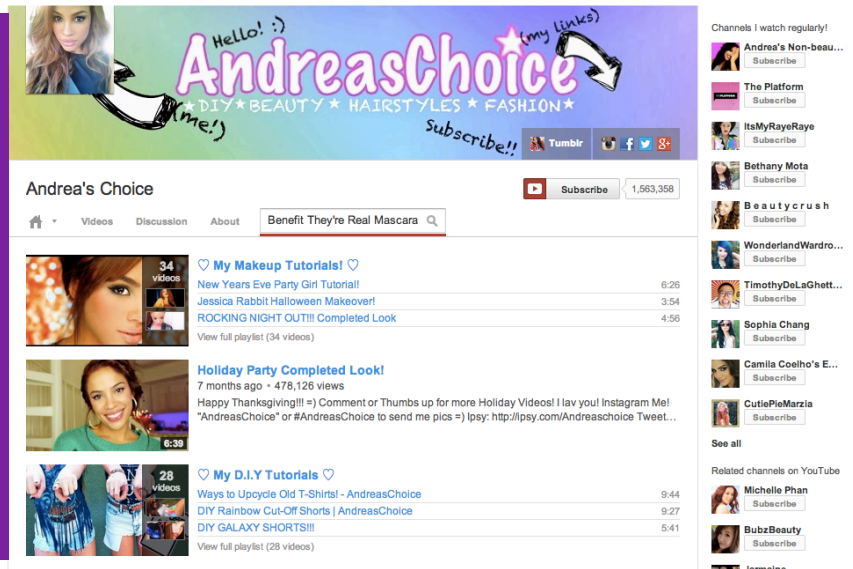 Hello! :)
(my links)
AndreasChoice
★DIY★BEAUTY★ HAIRSTYLES ★ FASHION★
(me!)
Subscribe!!
Tumblr
Andrea's Choice
Subscribe 1,563,358
Videos Discussion About Benefit They're Real Mascara
34
videos
♡ My Makeup Tutorials! ♡
New Years Eve Party Girl Tutorial! 6:26
Jessica Rabbit Halloween Makeover! 3:54
ROCKING NIGHT OUT!!! Completed Look 4:56
View full playlist (34 videos)
Holiday Party Completed Look!
7 months ago • 478,126 views
Happy Thanksgiving!!! =) Comment or Thumbs up for more Holiday Videos! I lav you! Instagram Me!
"AndreasChoice" or #AndreasChoice to send me pics =) Ipsy: http://ipsy.com/Andreaschoice Tweet...
6:39
28
videos
♡ My D.I.Y Tutorials ♡
Ways to Upcycle Old T-Shirts! - AndreasChoice 9:44
DIY Rainbow Cut-Off Shorts | AndreasChoice 9:27
DIY GALAXY SHORTS!!! 5:41
View full playlist (28 videos)
Channels I watch regularly!
Andrea's Non-beau...
Subscribe
The Platform
Subscribe
ItsMyRayeRaye
Subscribe
Bethany Mota
Subscribe
B e a u t y c r u s h
Subscribe
WonderlandWardro...
Subscribe
TimothyDeLaGhett...
Subscribe
Sophia Chang
Subscribe
Camila Coelho's E...
Subscribe
CutiePieMarzia
Subscribe
See all
Related channels on YouTube
Michelle Phan
Subscribe
BubzBeauty
Subscribe